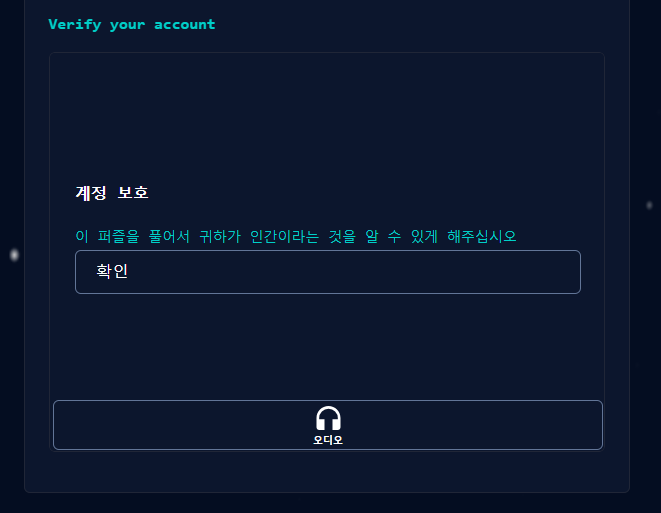 Verify your account
계정 보호
이 퍼즐을 풀어서 귀하가 인간이라는 것을 알 수 있게 해주십시오
확인
오디오